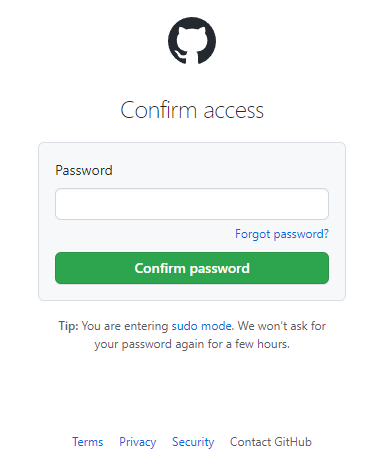 Confirm access
Password
Forgot password?
Confirm password
Tip: You are entering sudo mode. We won't ask for
your password again for a few hours.
Terms Privacy Security Contact GitHub